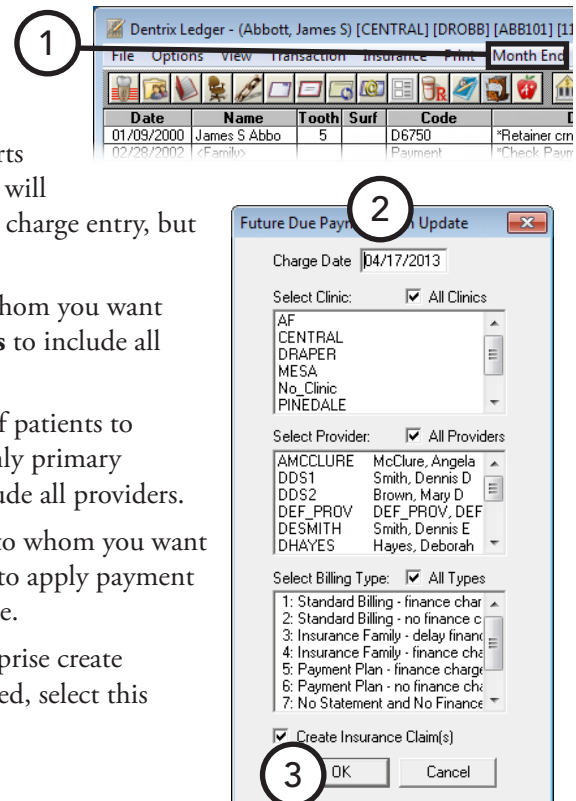 1
Dentrix Ledger - (Abbott, James S) [CENTRAL] [DROBB] [ABB101] [11
File Options View Transaction Insurance Print Month End
Date Name Tooth Surf Code D
01/09/2000 James S Abbo 5 D6750 *Retainer crn
02/28/2002 <Family> Payment *Check Paym
rts
will
charge entry, but
hom you want
s to include all
f patients to
nly primary
ude all providers.
to whom you want
to apply payment
e.
prise create
ed, select this
2
Future Due Paym Update
Charge Date 04/17/2013
Select Clinic: All Clinics
AF
CENTRAL
DRAPER
MESA
No_Clinic
PINEDALE
Select Provider: All Providers
AMCCLURE McClure, Angela
DDS1 Smith, Dennis D
DDS2 Brown, Mary D
DEF_PROV DEF_PROV, DEF
DESMITH Smith, Dennis E
DHAYES Hayes, Deborah
Select Billing Type: All Types
1: Standard Billing - finance char
2: Standard Billing - no finance c
3: Insurance Family - delay financ
4: Insurance Family - finance cha
5: Payment Plan - finance charge
6: Payment Plan - no finance cha
7: No Statement and No Finance
Create Insurance Claim(s)
3
OK Cancel